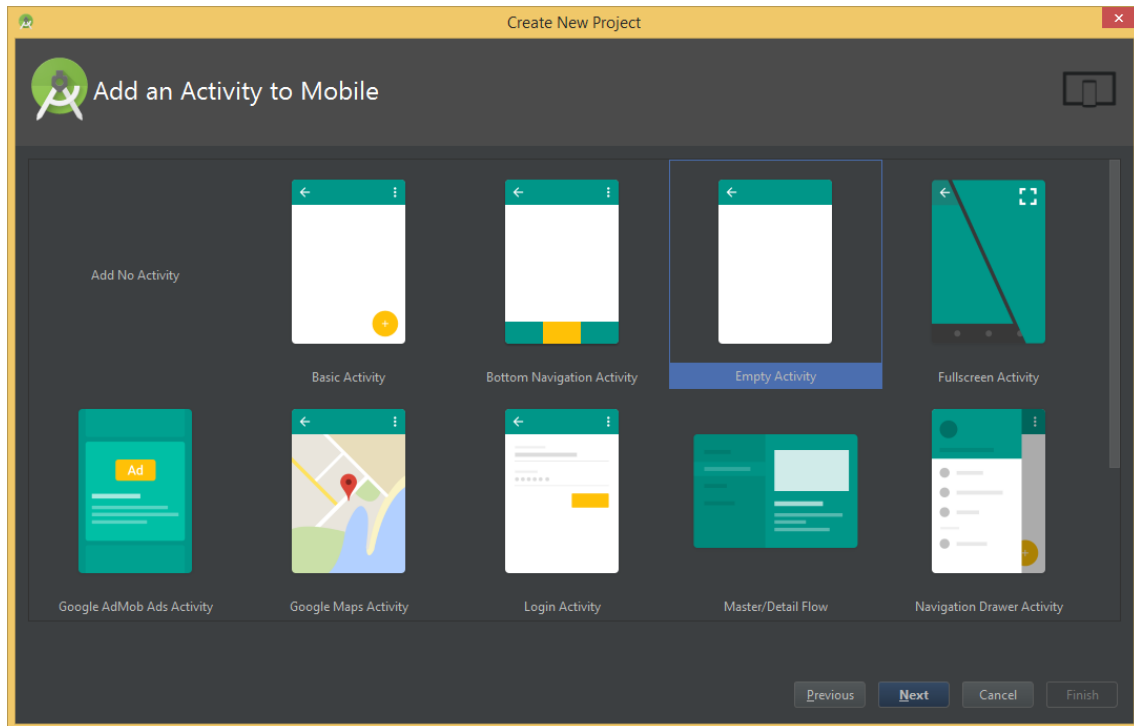 Create New Project
Add an Activity to Mobile
Add No Activity
Basic Activity
Bottom Navigation Activity
Empty Activity
Fullscreen Activity
Ad
Google AdMob Ads Activity
Google Maps Activity
Login Activity
Master/Detail Flow
Navigation Drawer Activity
Previous
Next
Cancel
Finish